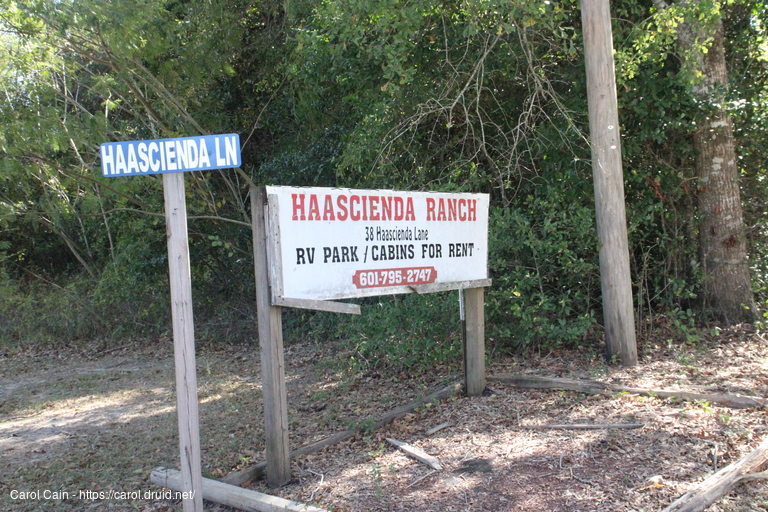 HAASCIENDA LN
HAASCIENDA RANCH
38 Haascienda Lane
RV PARK / CABINS FOR RENT
601-795-2747
Carol Cain - https://carol.druid.net/